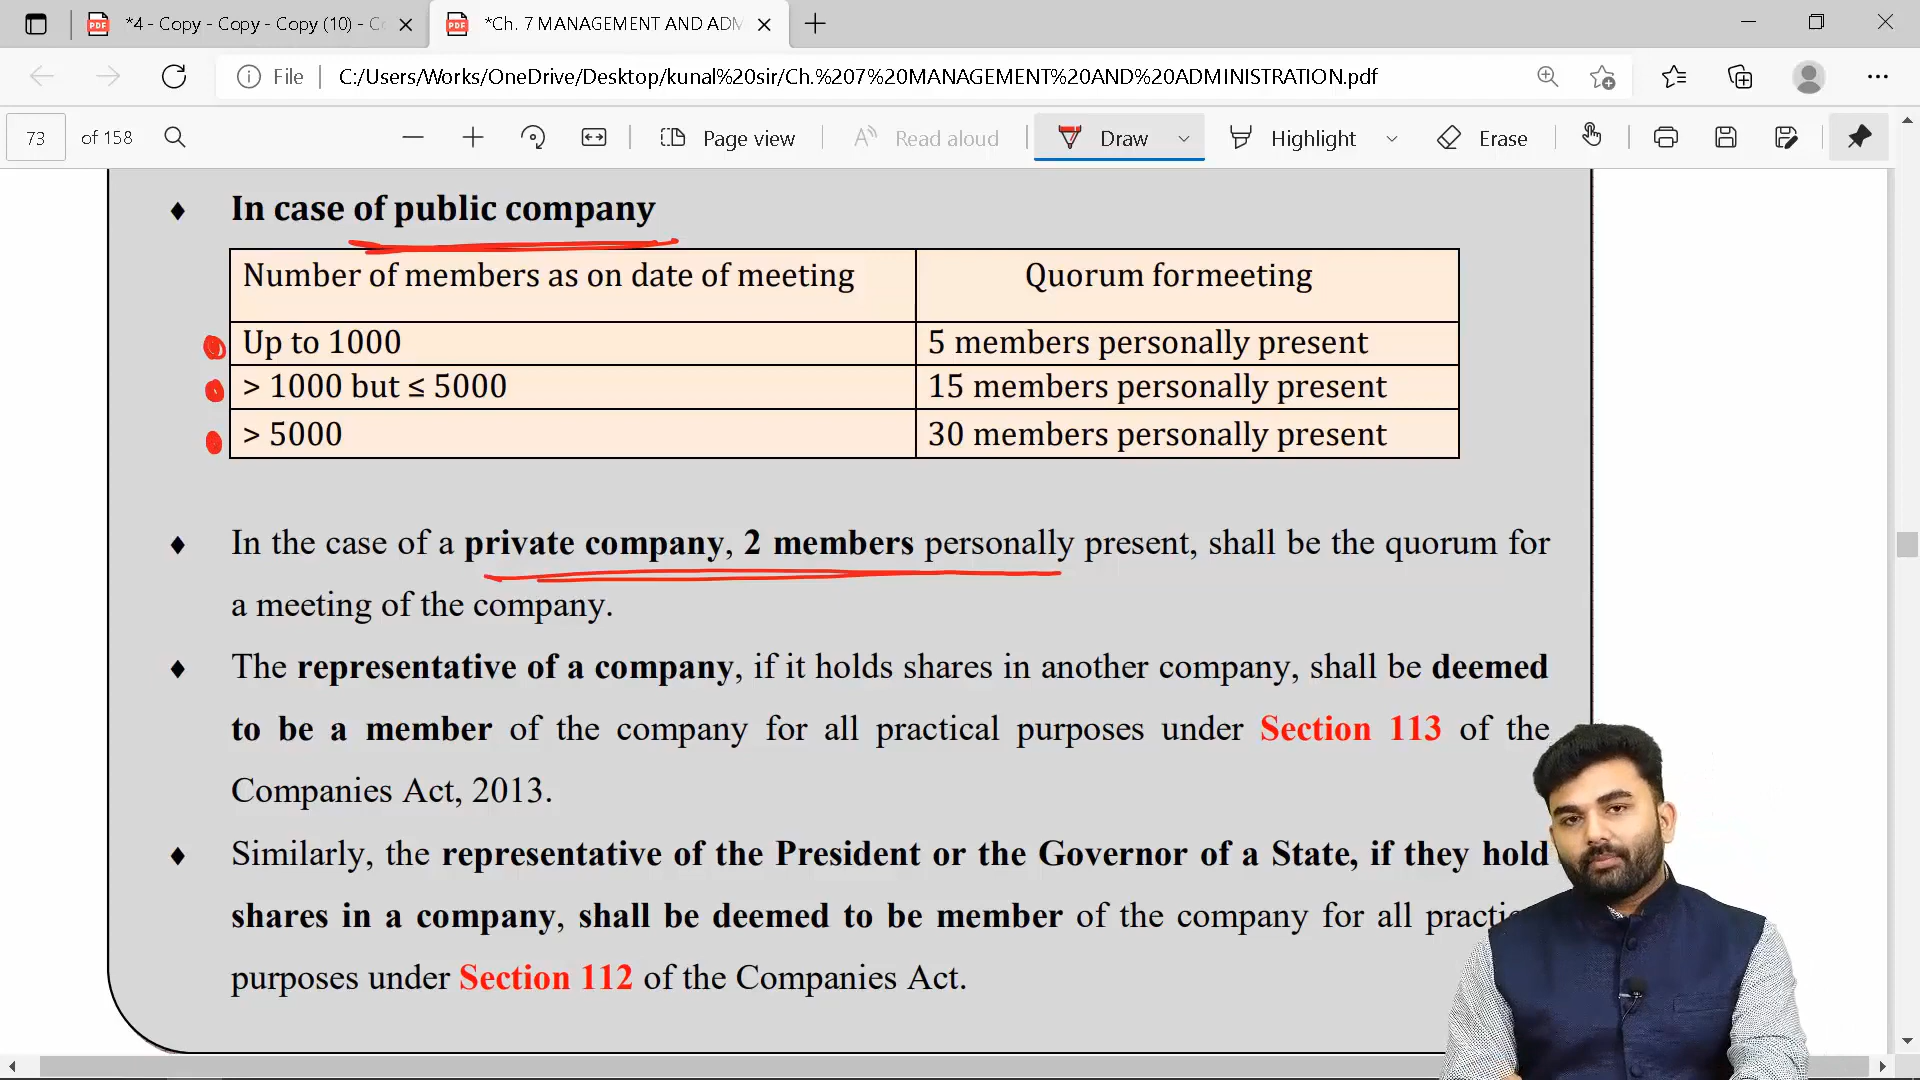 *4 - Copy - Copy - Copy (10) - C
*Ch. 7 MANAGEMENT AND ADM
File
C:/Users/Works/OneDrive/Desktop/kunal%20sir/Ch.%207%20MANAGEMENT%20AND%20ADMINISTRATION.pdf
73 of 158 Page view Read aloud Draw Highlight Erase
♦ In case of public company
Number of members as on date of meeting Quorum formeeting
Up to 1000 5 members personally present
> 1000 but ≤ 5000 15 members personally present
> 5000 30 members personally present
♦ In the case of a private company, 2 members personally present, shall be the quorum for
a meeting of the company.
♦ The representative of a company, if it holds shares in another company, shall be deemed
to be a member of the company for all practical purposes under Section 113 of the
Companies Act, 2013.
♦ Similarly, the representative of the President or the Governor of a State, if they hold
shares in a company, shall be deemed to be member of the company for all practi
purposes under Section 112 of the Companies Act.